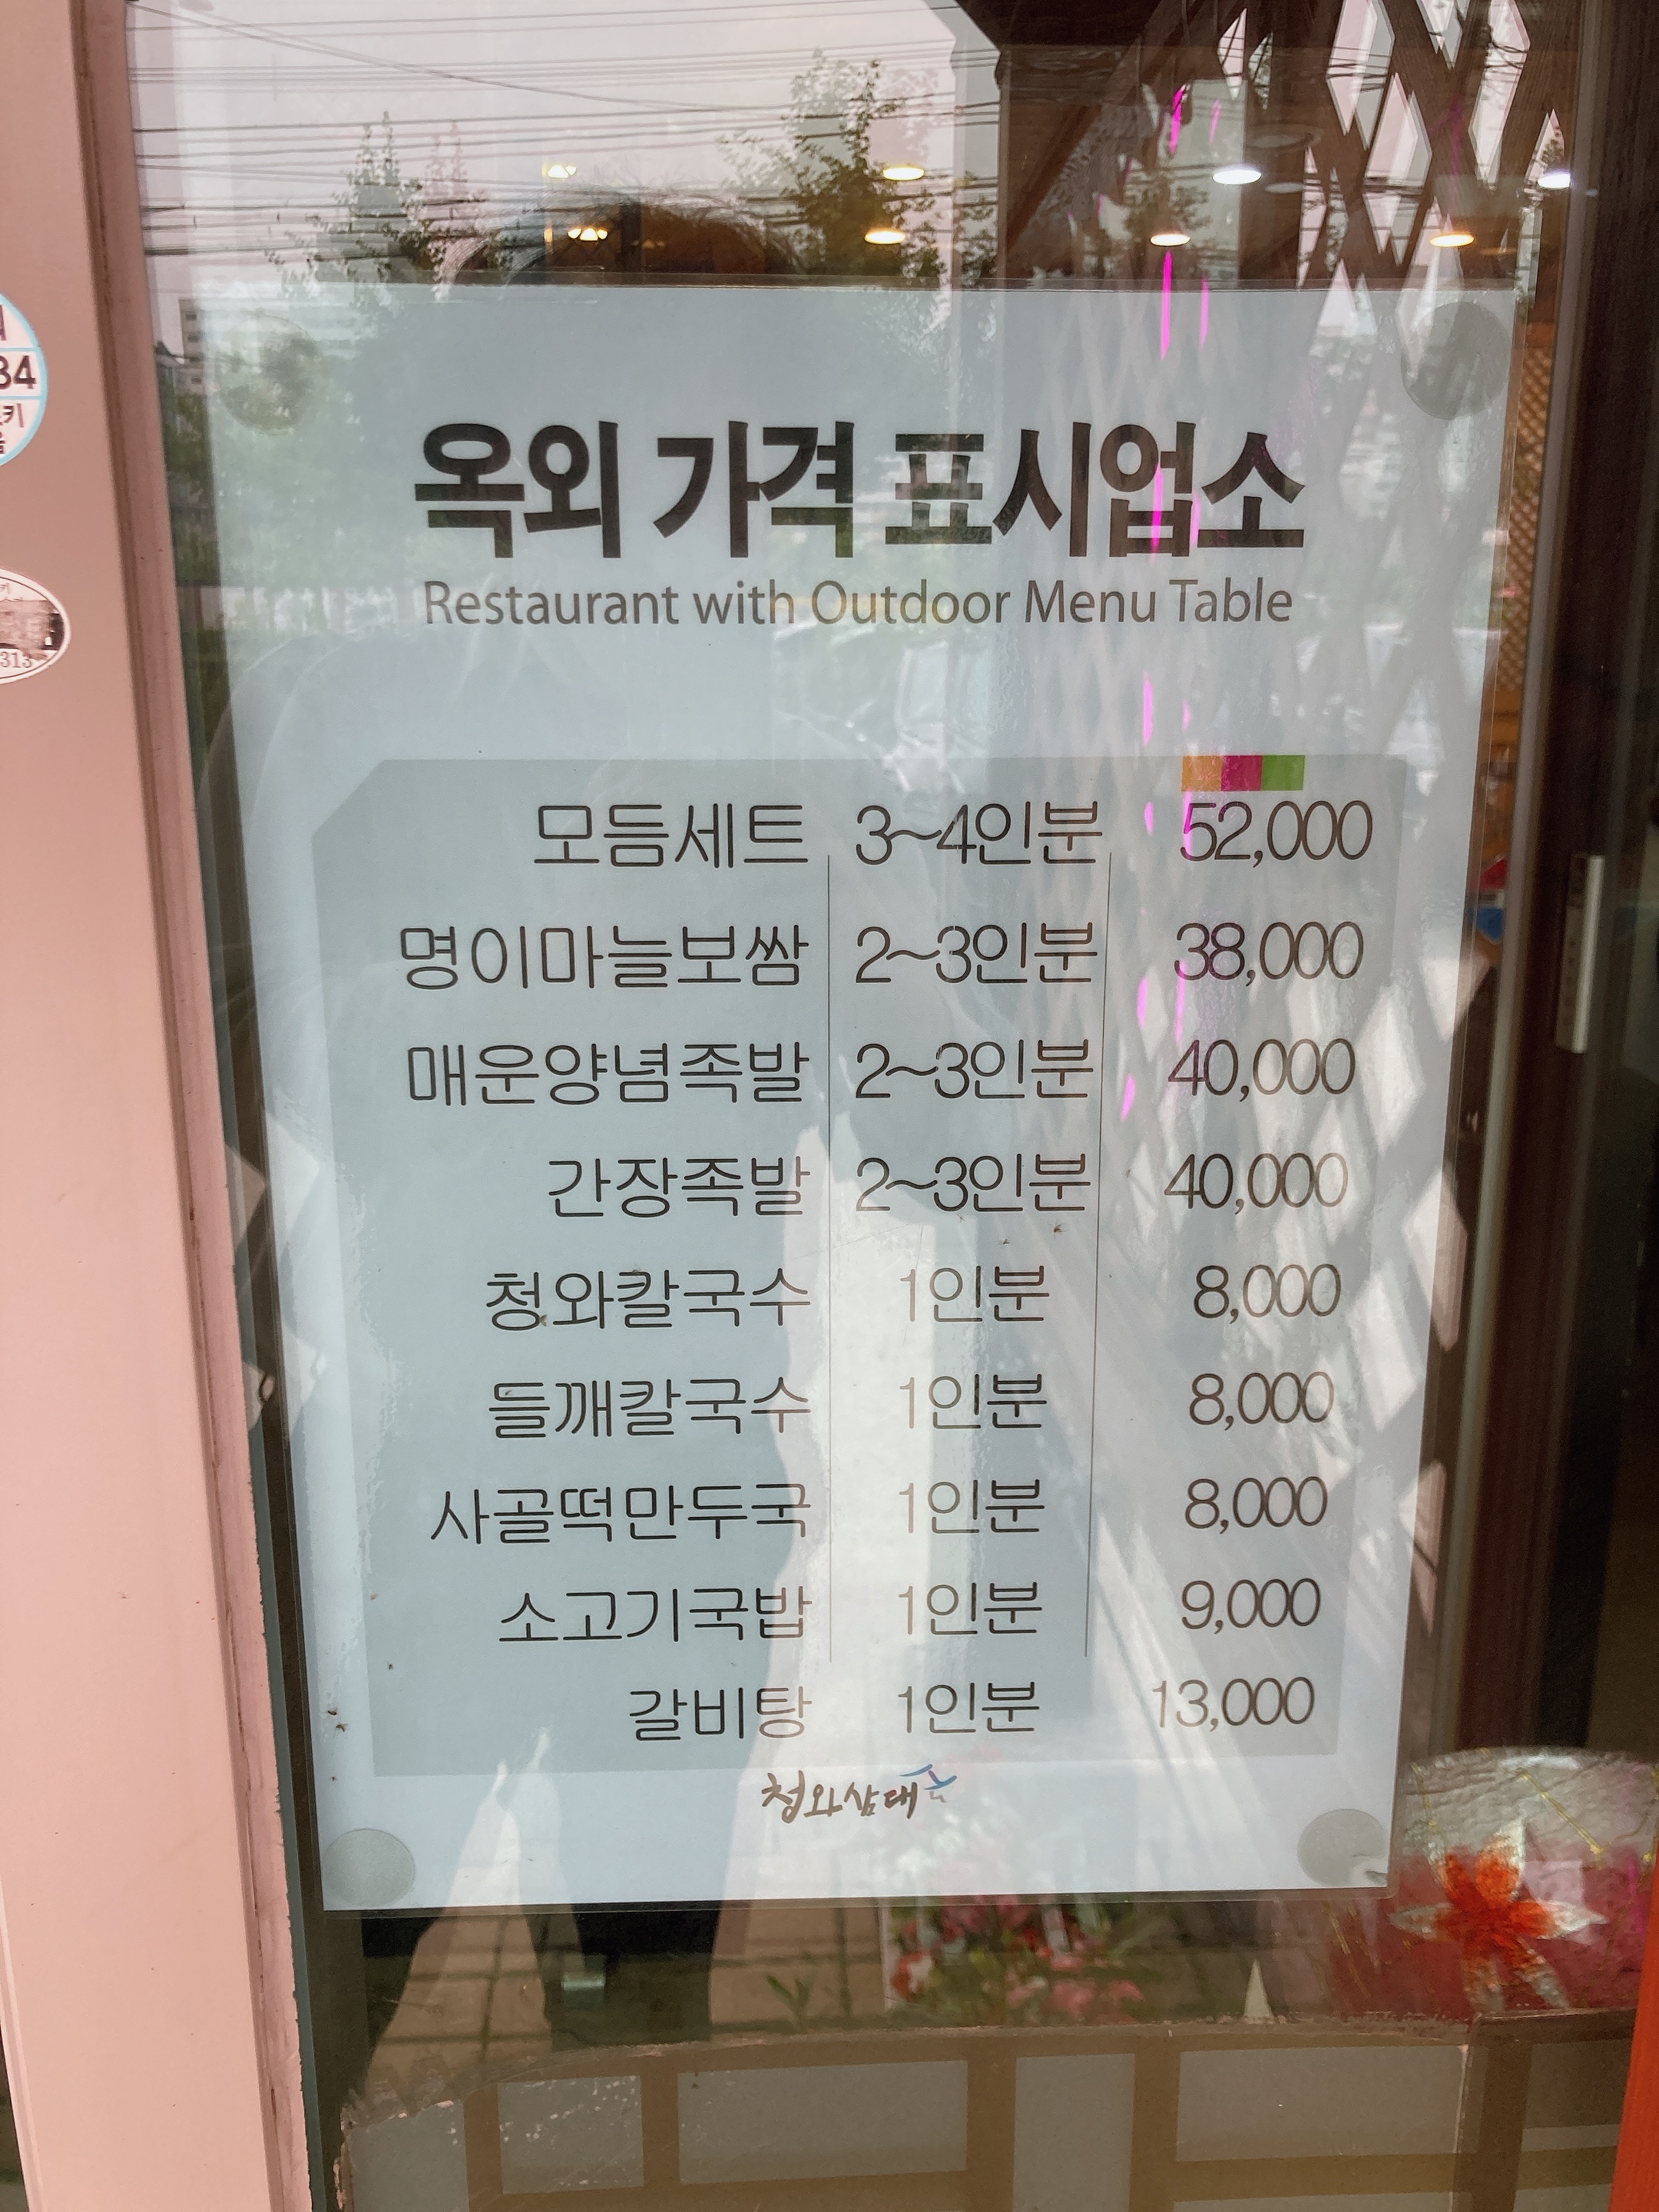 옥외 가격 표시업소
Restaurant with Outdoor Menu Table
모듬세트 3~4인분 52,000
명이마늘보쌈 2~3인분 38,000
매운양념족발 2~3인분 40,000
간장족발 2~3인분 40,000
청와칼국수 1인분 8,000
들깨칼국수 1인분 8,000
사골떡만두국 1인분 8,000
소고기국밥 1인분 9,000
갈비탕 1인분 13,000
청와삼대
34
313